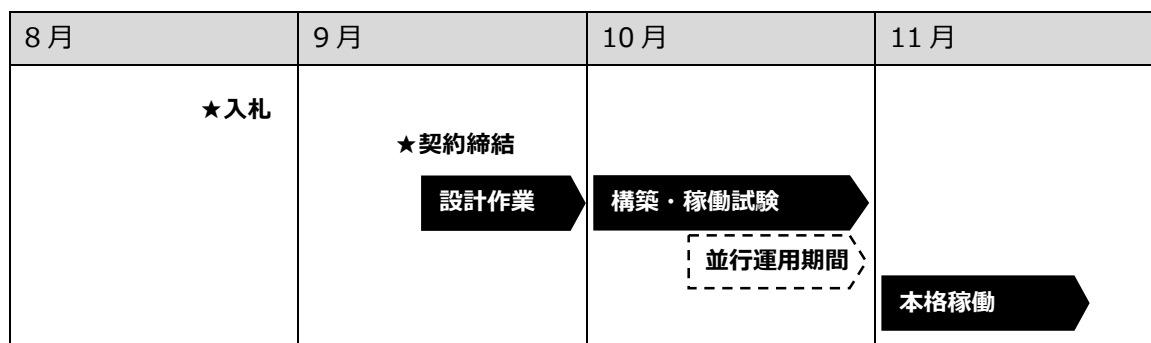 8月
9月
10月
11月
★入札
★契約締結
設計作業
構築・稼働試験
並行運用期間
本格稼働